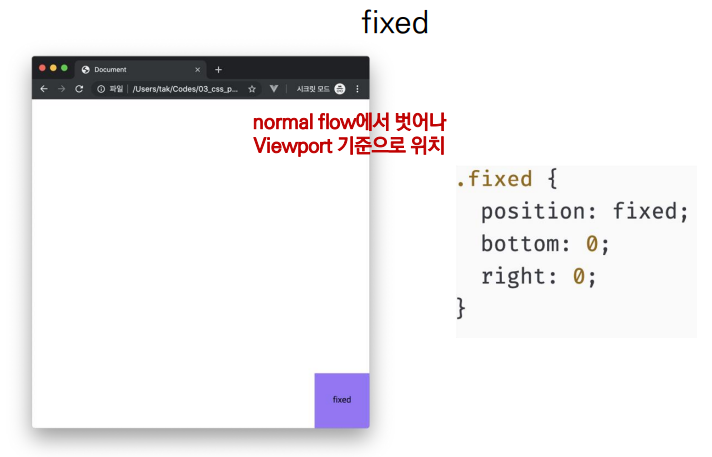 fixed
Document
파일 | /Users/tak/Codes/03_css_p... 시크릿 모드
normal flow에서 벗어나
Viewport 기준으로 위치
.fixed {
position: fixed;
bottom: 0;
right: 0;
}
fixed